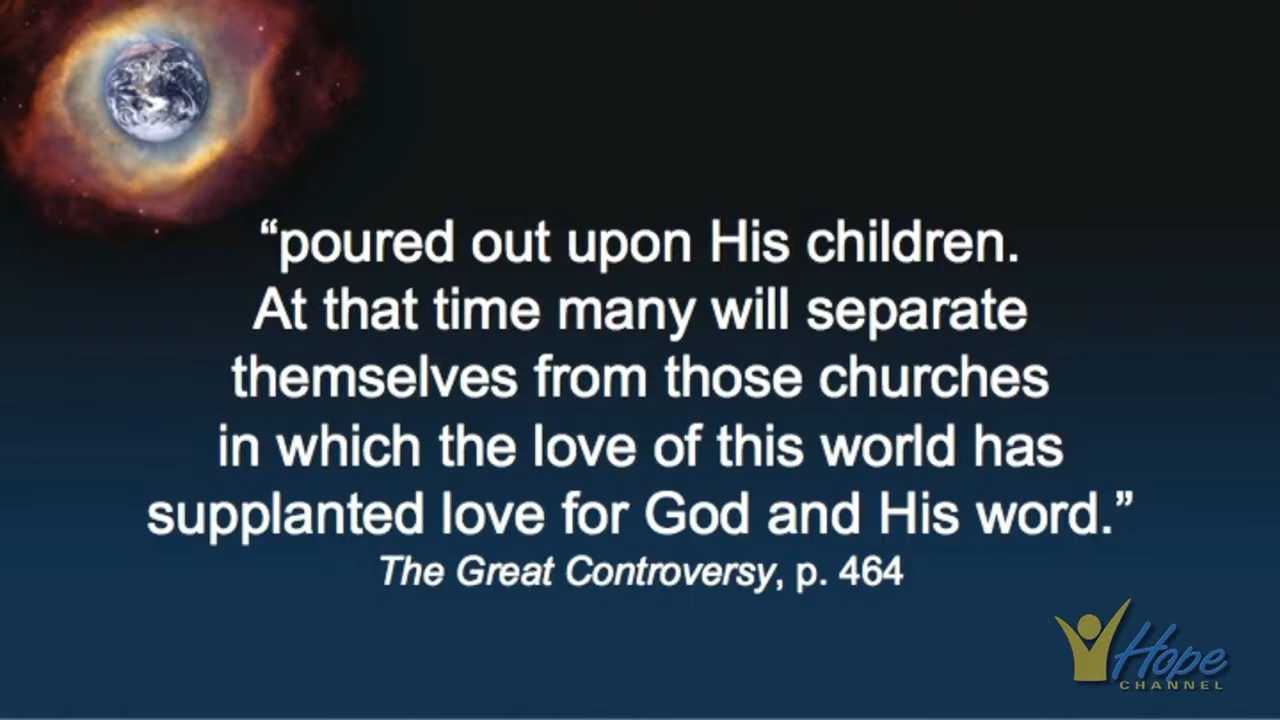 “poured out upon His children.
At that time many will separate
themselves from those churches
in which the love of this world has
supplanted love for God and His word.”
The Great Controversy, p. 464
Hope
CHANNEL